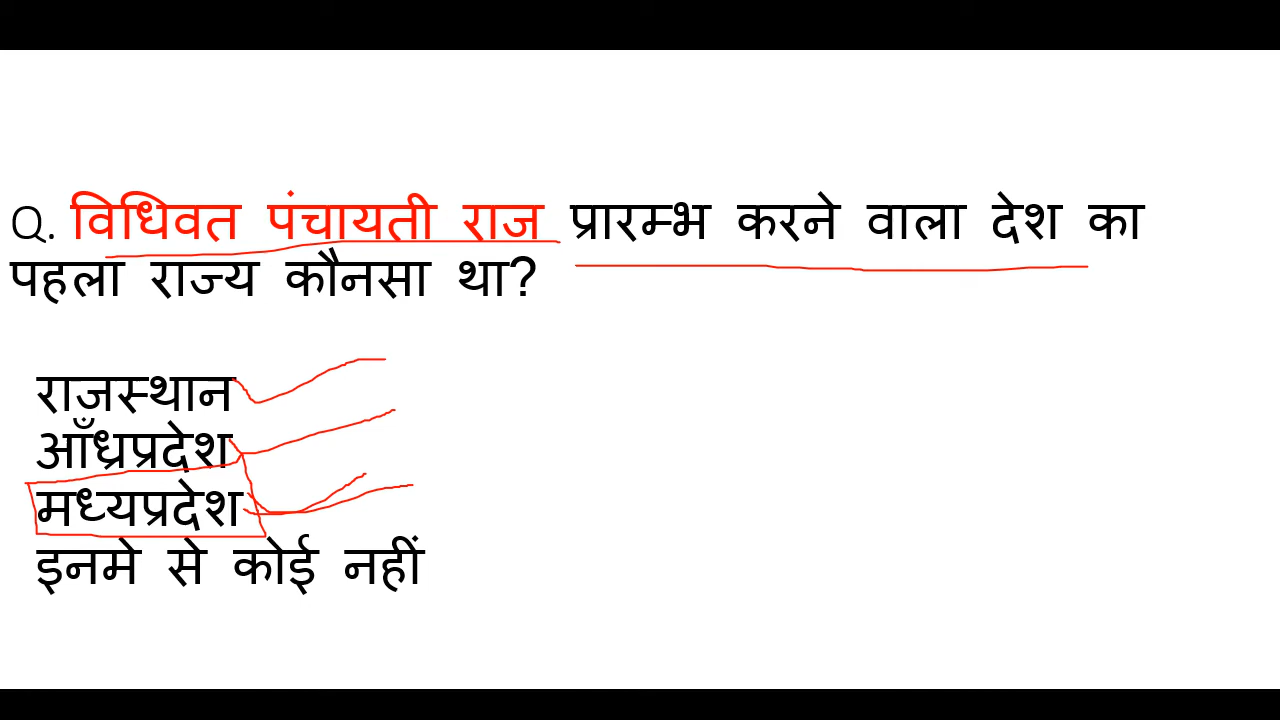 Q. विधिवत पंचायती राज प्रारम्भ करने वाला देश का
पहला राज्य कौनसा था?
राजस्थान
आँध्रप्रदेश
मध्यप्रदेश
इनमे से कोई नहीं